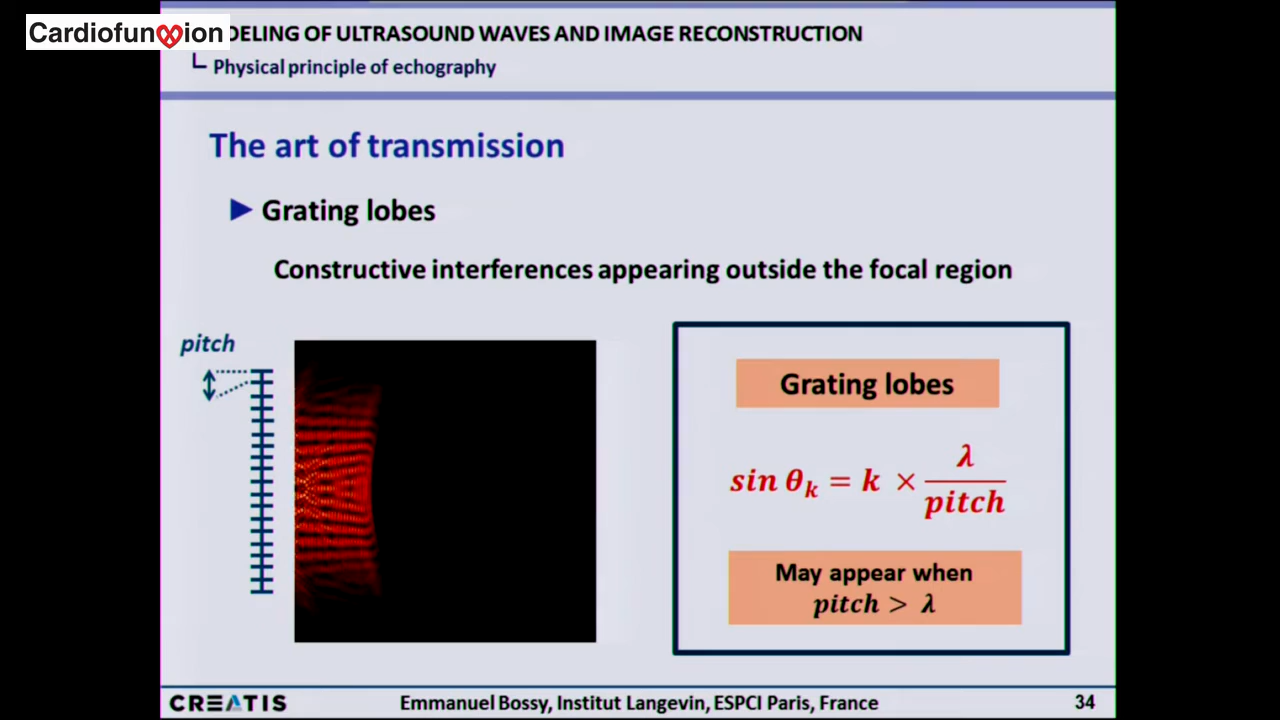 Cardiofunxion
DELING OF ULTRASOUND WAVES AND IMAGE RECONSTRUCTION
Physical principle of echography
The art of transmission
Grating lobes
Constructive interferences appearing outside the focal region
pitch
Grating lobes
sin θₖ = k × λ/pitch
May appear when
pitch > λ
CREATIS
Emmanuel Bossy, Institut Langevin, ESPCI Paris, France
34